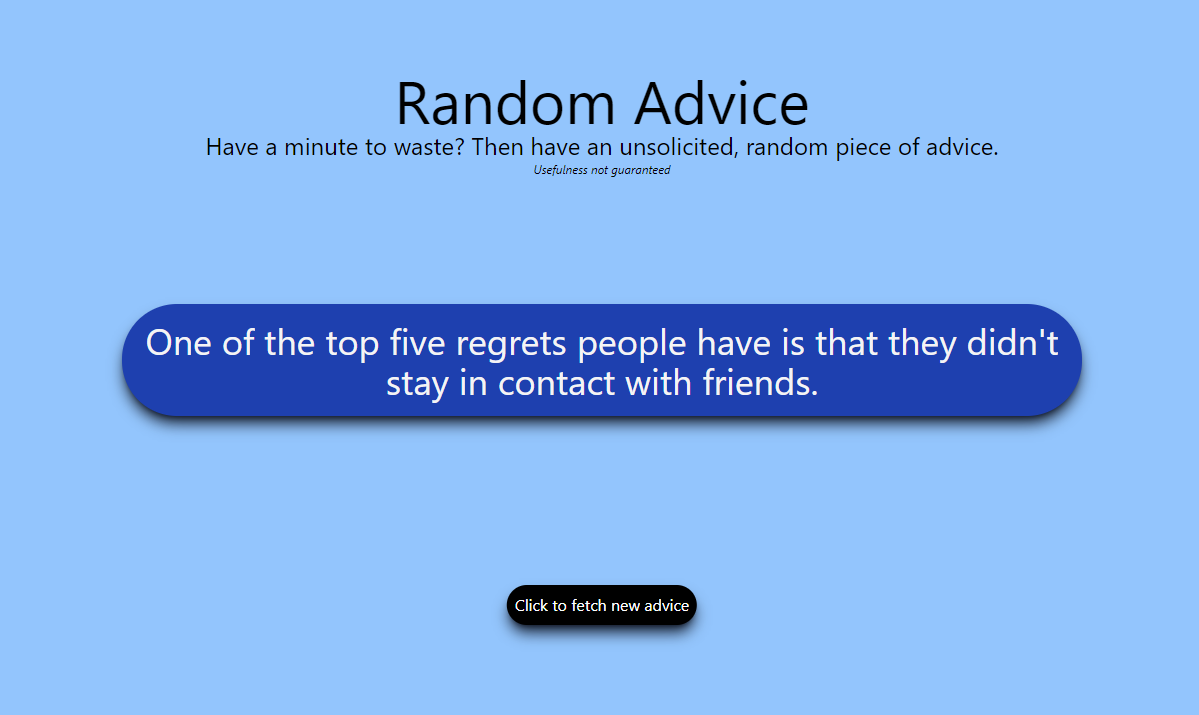 Random Advice
Have a minute to waste? Then have an unsolicited, random piece of advice.
Usefulness not guaranteed
One of the top five regrets people have is that they didn't
stay in contact with friends.
Click to fetch new advice